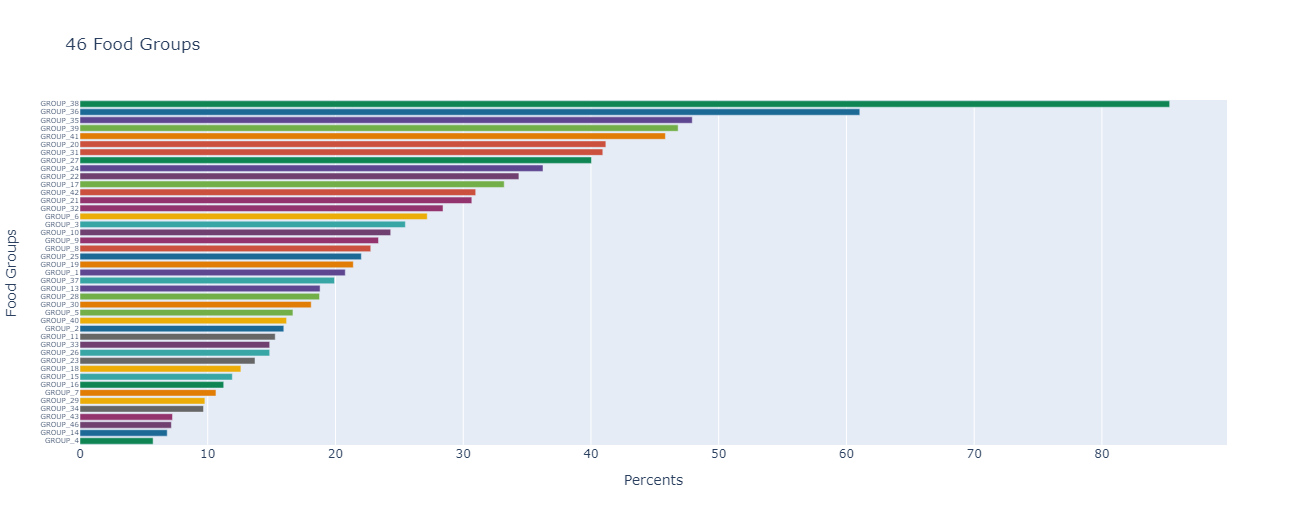 46 Food Groups
GROUP_38
GROUP_36
GROUP_35
GROUP_39
GROUP_41
GROUP_20
GROUP_31
GROUP_27
GROUP_24
GROUP_22
GROUP_17
GROUP_42
GROUP_21
GROUP_32
GROUP_6
GROUP_3
GROUP_10
GROUP_9
GROUP_8
GROUP_25
GROUP_19
GROUP_1
GROUP_37
GROUP_13
GROUP_28
GROUP_30
GROUP_5
GROUP_40
GROUP_2
GROUP_11
GROUP_33
GROUP_26
GROUP_23
GROUP_18
GROUP_15
GROUP_16
GROUP_7
GROUP_29
GROUP_34
GROUP_43
GROUP_46
GROUP_14
GROUP_4
Food Groups
0 10 20 30 40 50 60 70 80
Percents